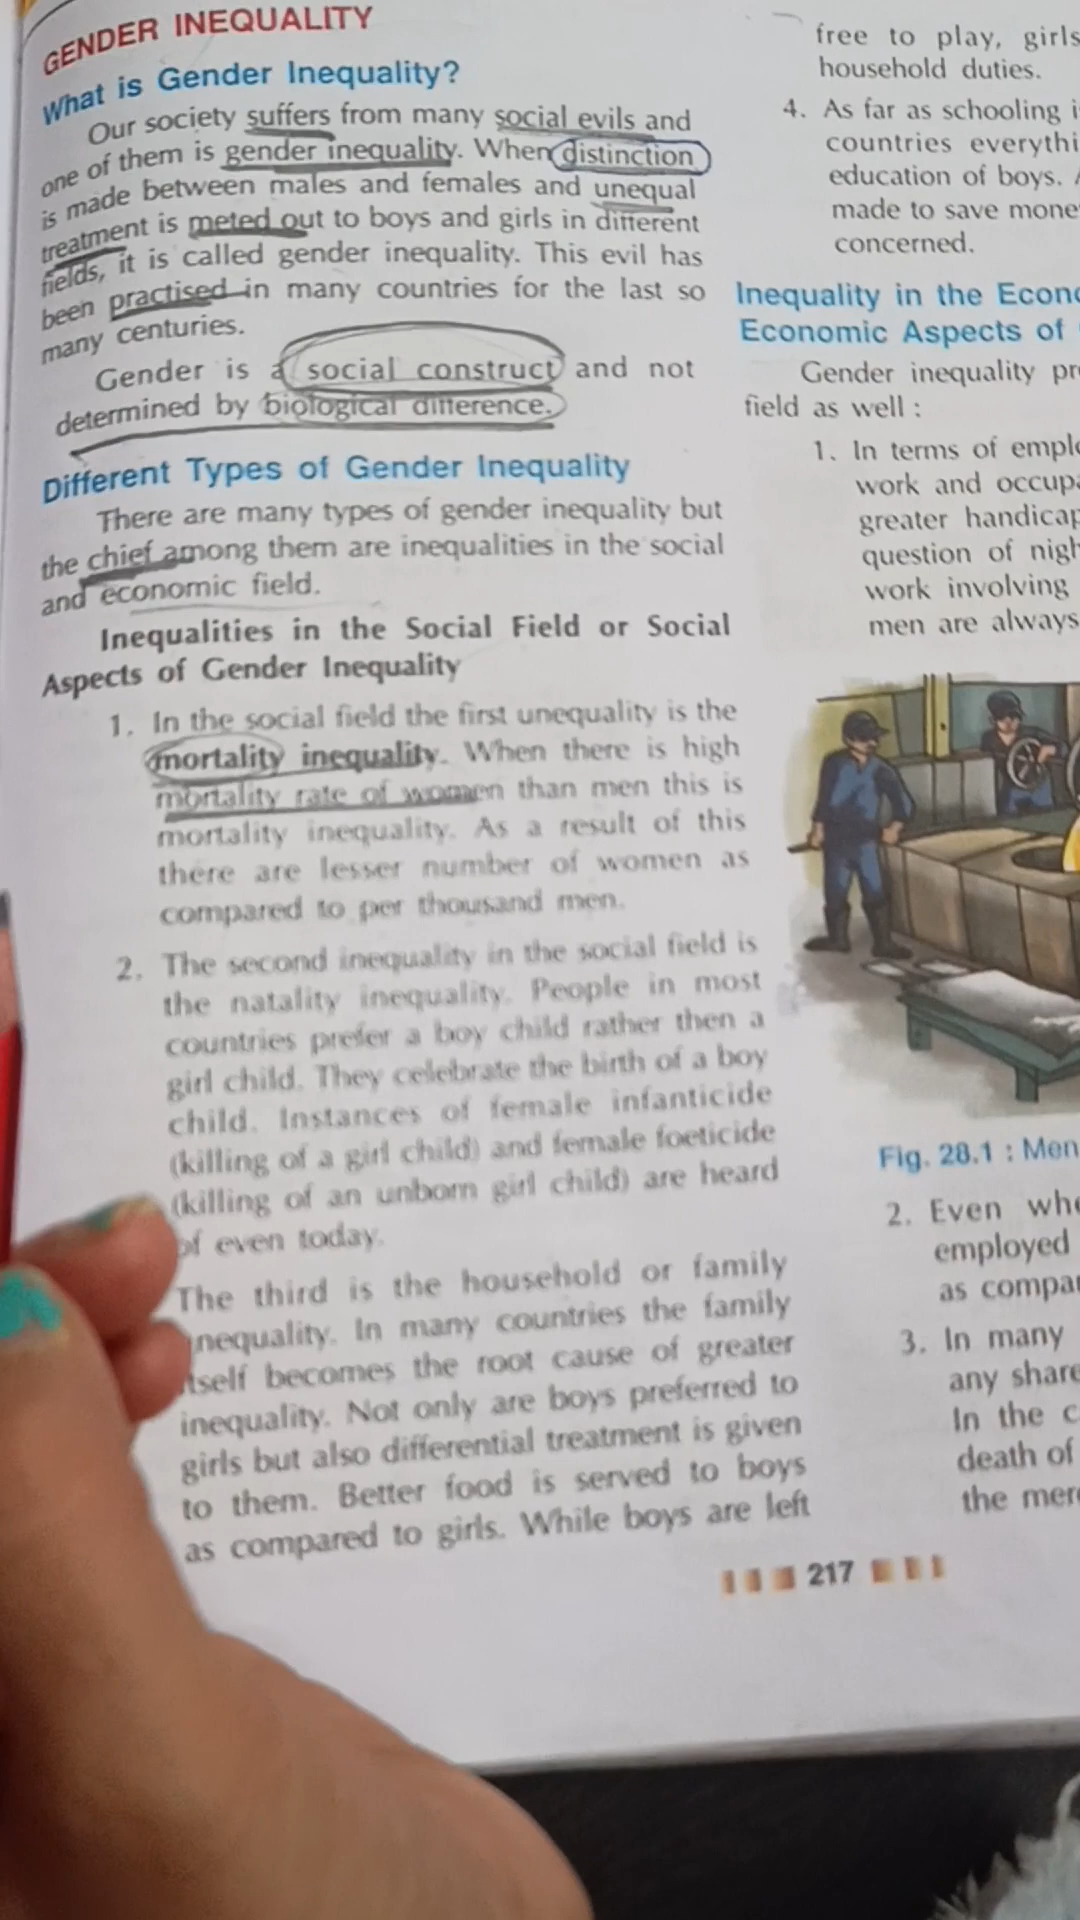 GENDER INEQUALITY
What is Gender Inequality?
Our society suffers from many social evils and
one of them is gender inequality. When distinction
is made between males and females and unequal
treatment is meted out to boys and girls in different
fields, it is called gender inequality. This evil has
been practised in many countries for the last so
many centuries.
Gender is a social construct and not
determined by biological difference.
Different Types of Gender Inequality
There are many types of gender inequality but
the chief among them are inequalities in the social
and economic field.
Inequalities in the Social Field or Social
Aspects of Gender Inequality
1. In the social field the first unequality is the
mortality inequality. When there is high
mortality rate of women than men this is
mortality inequality. As a result of this
there are lesser number of women as
compared to per thousand men.
2. The second inequality in the social field is
the natality inequality. People in most
countries prefer a boy child rather then a
girl child. They celebrate the birth of a boy
child. Instances of female infanticide
(killing of a girl child) and female foeticide
(killing of an unborn girl child) are heard
of even today.
The third is the household or family
nequality. In many countries the family
itself becomes the root cause of greater
inequality. Not only are boys preferred to
girls but also differential treatment is given
to them. Better food is served to boys
as compared to girls. While boys are left
free to play, girls
household duties.
4. As far as schooling i
countries everythi
education of boys.
made to save mone
concerned.
Inequality in the Econo
Economic Aspects of
Gender inequality pr
field as well :
1. In terms of emplo
work and occupa
greater handicap
question of nigh
work involving
men are always
Fig. 28.1 : Men
2. Even whe
employed
as compar
3. In many
any share
In the c
death of
the mer
217